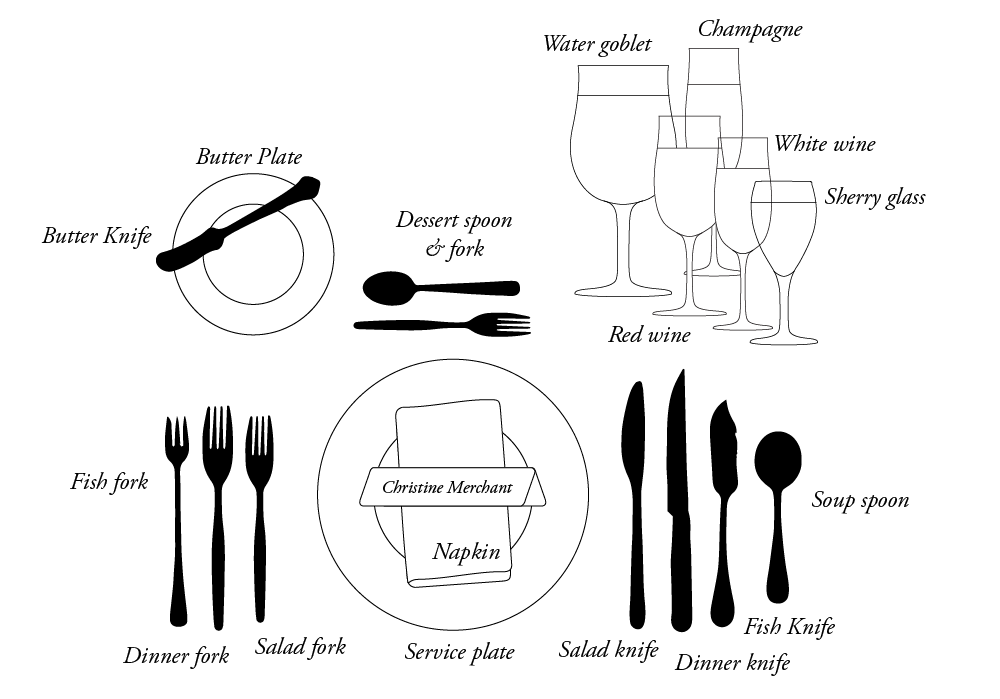 Champagne
Water goblet
White wine
Butter Plate
Sherry glass
Dessert spoon
& fork
Butter Knife
Red wine
Fish fork
Christine Merchant
Soup spoon
Napkin
Fish Knife
Dinner fork
Salad fork
Service plate
Salad knife
Dinner knife